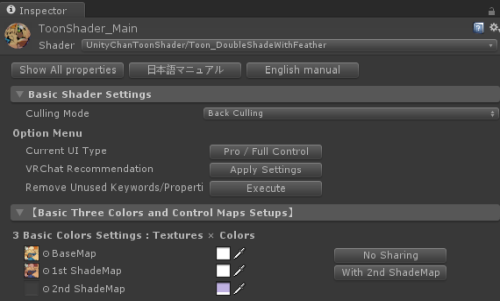 Inspector
ToonShader_Main
Shader UnityChanToonShader/Toon_DoubleShadeWithFeather
Show All properties 日本語マニュアル English manual
Basic Shader Settings
Culling Mode Back Culling
Option Menu
Current UI Type Pro / Full Control
VRChat Recommendation Apply Settings
Remove Unused Keywords/Properti Execute
【Basic Three Colors and Control Maps Setups】
3 Basic Colors Settings : Textures × Colors
BaseMap No Sharing
1st ShadeMap With 2nd ShadeMap
2nd ShadeMap